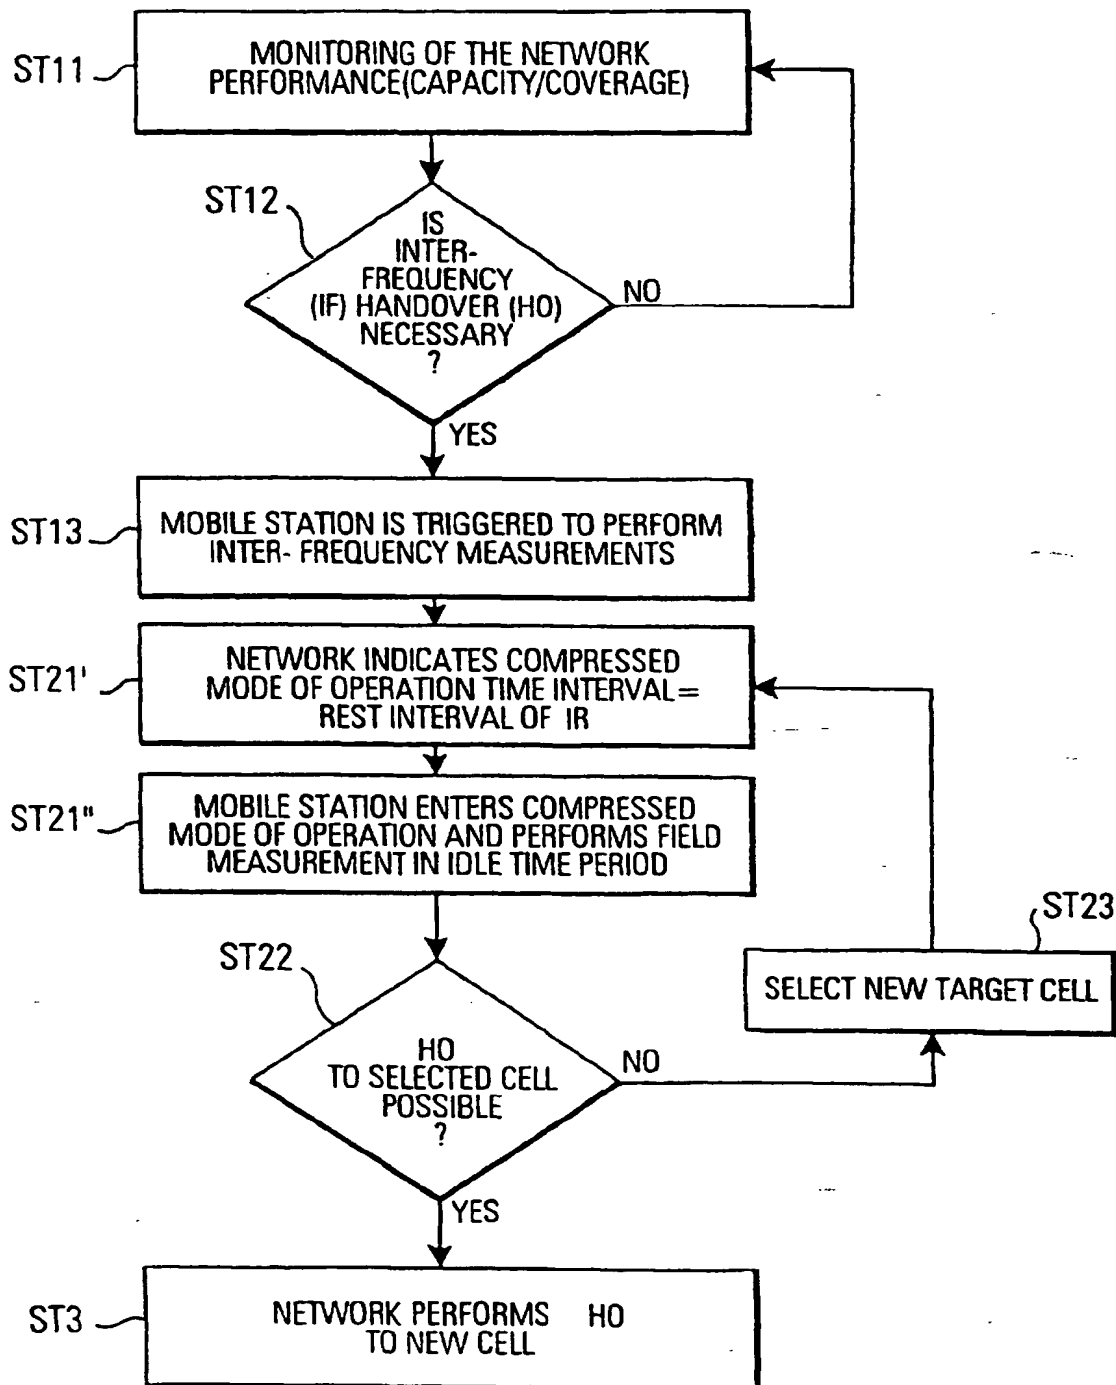 ST11
MONITORING OF THE NETWORK
PERFORMANCE(CAPACITY/COVERAGE)
ST12
IS
INTER-
FREQUENCY
(IF) HANDOVER (HO)
NECESSARY
?
NO
YES
ST13
MOBILE STATION IS TRIGGERED TO PERFORM
INTER- FREQUENCY MEASUREMENTS
ST21'
NETWORK INDICATES COMPRESSED
MODE OF OPERATION TIME INTERVAL=
REST INTERVAL OF IR
ST21"
MOBILE STATION ENTERS COMPRESSED
MODE OF OPERATION AND PERFORMS FIELD
MEASUREMENT IN IDLE TIME PERIOD
ST23
SELECT NEW TARGET CELL
ST22
HO
TO SELECTED CELL
POSSIBLE
?
NO
YES
ST3
NETWORK PERFORMS HO
TO NEW CELL